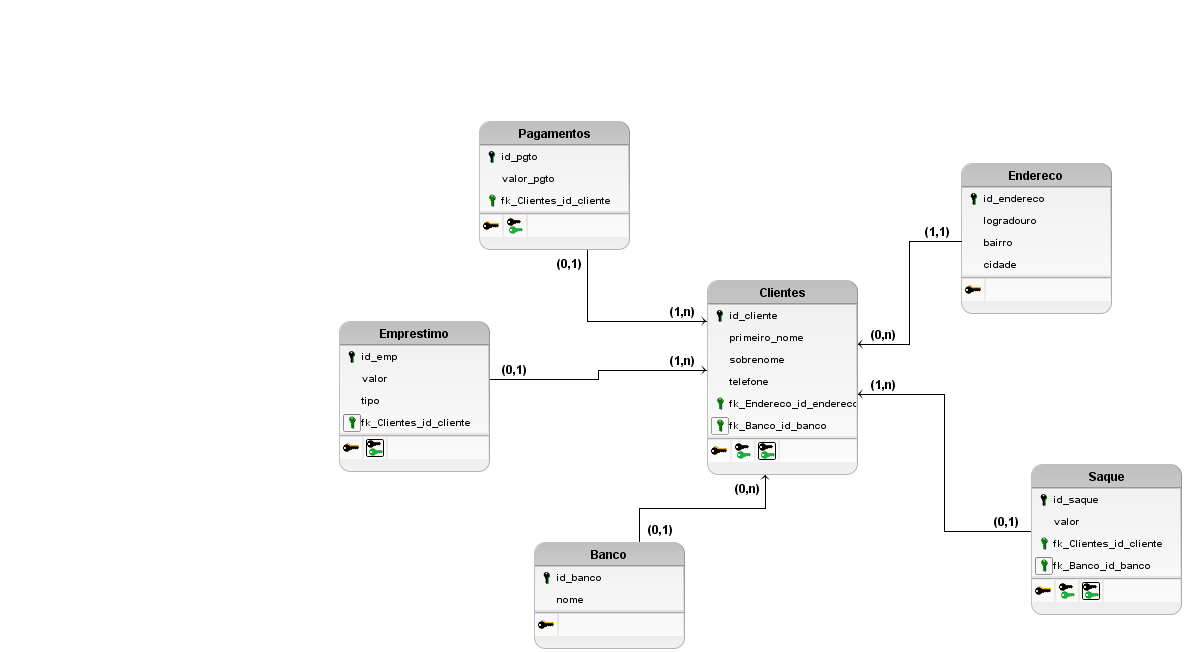 Pagamentos
id_pgto
valor_pgto
fk_Clientes_id_cliente
(0,1)
(1,n)
Endereco
id_endereco
logradouro
bairro
cidade
(1,1)
(0,n)
Clientes
id_cliente
primeiro_nome
sobrenome
telefone
fk_Endereco_id_endereco
fk_Banco_id_banco
Emprestimo
id_emp
valor
tipo
fk_Clientes_id_cliente
(0,1)
(1,n)
(1,n)
(0,1)
Saque
id_saque
valor
fk_Clientes_id_cliente
fk_Banco_id_banco
(0,n)
(0,1)
Banco
id_banco
nome